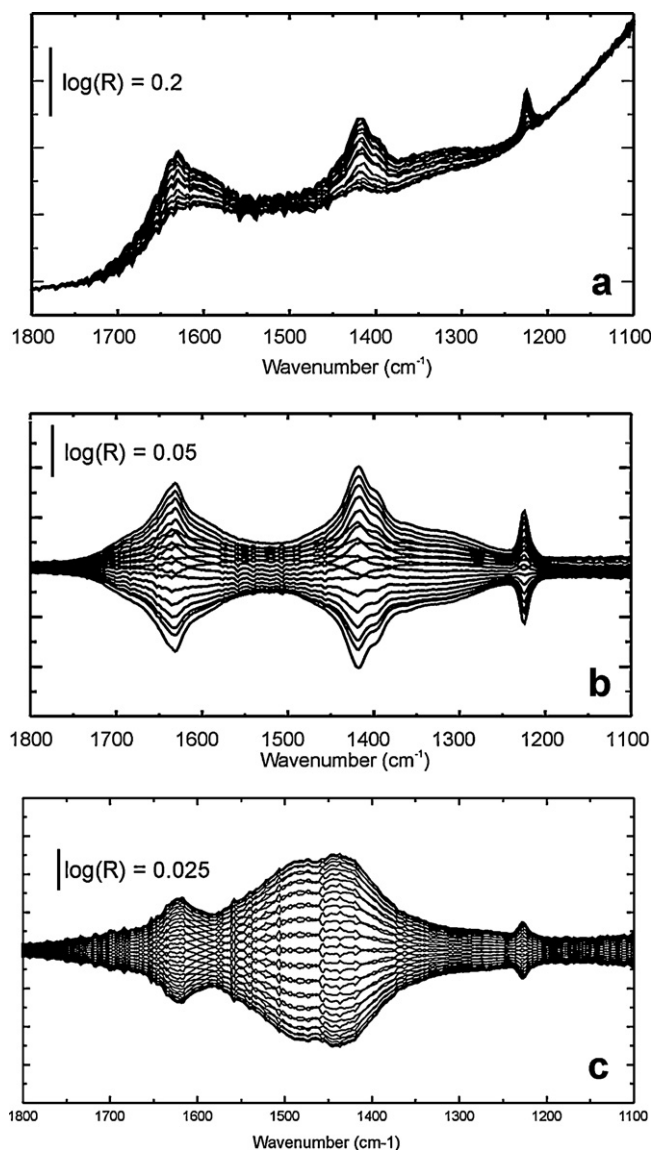 log(R) = 0.2
a
1800 1700 1600 1500 1400 1300 1200 1100
Wavenumber (cm⁻¹)
log(R) = 0.05
b
1800 1700 1600 1500 1400 1300 1200 1100
Wavenumber (cm⁻¹)
log(R) = 0.025
c
1800 1700 1600 1500 1400 1300 1200 1100
Wavenumber (cm-1)